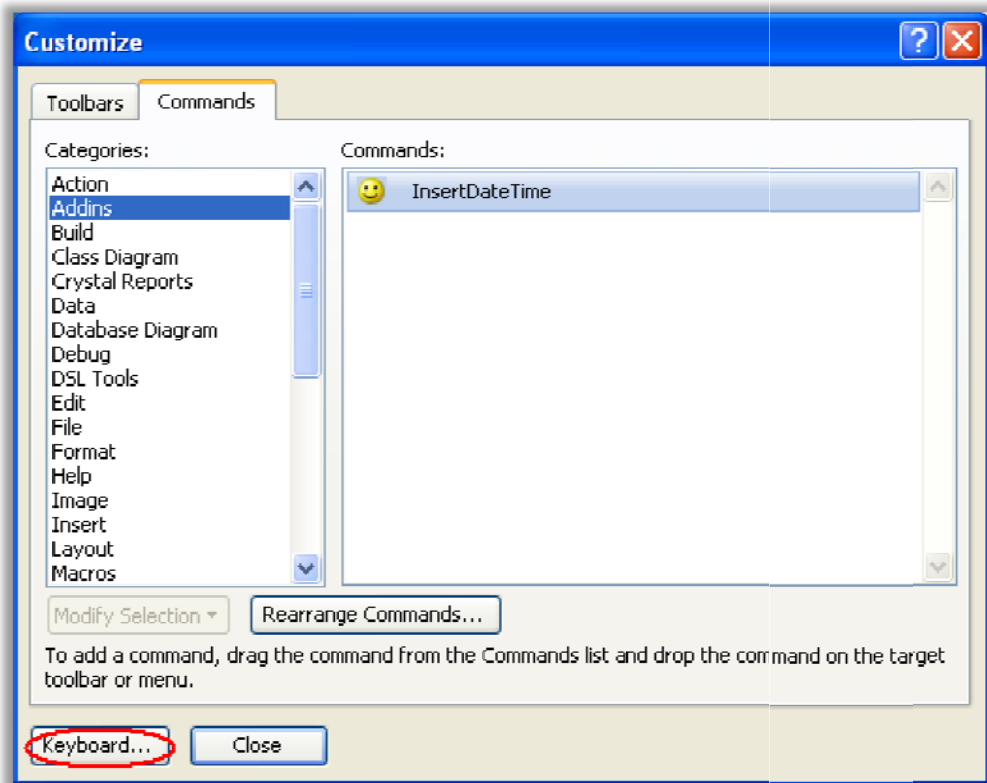 Customize
?
Toolbars
Commands
Categories:
Commands:
Action
Addins
Build
Class Diagram
Crystal Reports
Data
Database Diagram
Debug
DSL Tools
Edit
File
Format
Help
Image
Insert
Layout
Macros
InsertDateTime
Modify Selection
Rearrange Commands...
To add a command, drag the command from the Commands list and drop the command on the target
toolbar or menu.
Keyboard...
Close